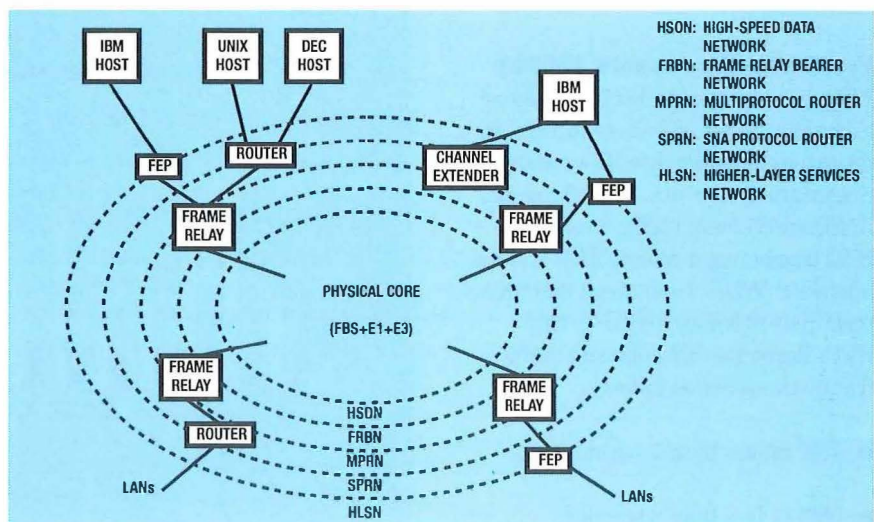 IBM
HOST
UNIX
HOST
DEC
HOST
IBM
HOST
FEP
ROUTER
CHANNEL
EXTENDER
FEP
FRAME
RELAY
FRAME
RELAY
PHYSICAL CORE
(FBS+E1+E3)
FRAME
RELAY
FRAME
RELAY
ROUTER
FEP
LANs
LANs
HSON
FRBN
MPRN
SPRN
HLSN
HSON: HIGH-SPEED DATA
NETWORK
FRBN: FRAME RELAY BEARER
NETWORK
MPRN: MULTIPROTOCOL ROUTER
NETWORK
SPRN: SNA PROTOCOL ROUTER
NETWORK
HLSN: HIGHER-LAYER SERVICES
NETWORK